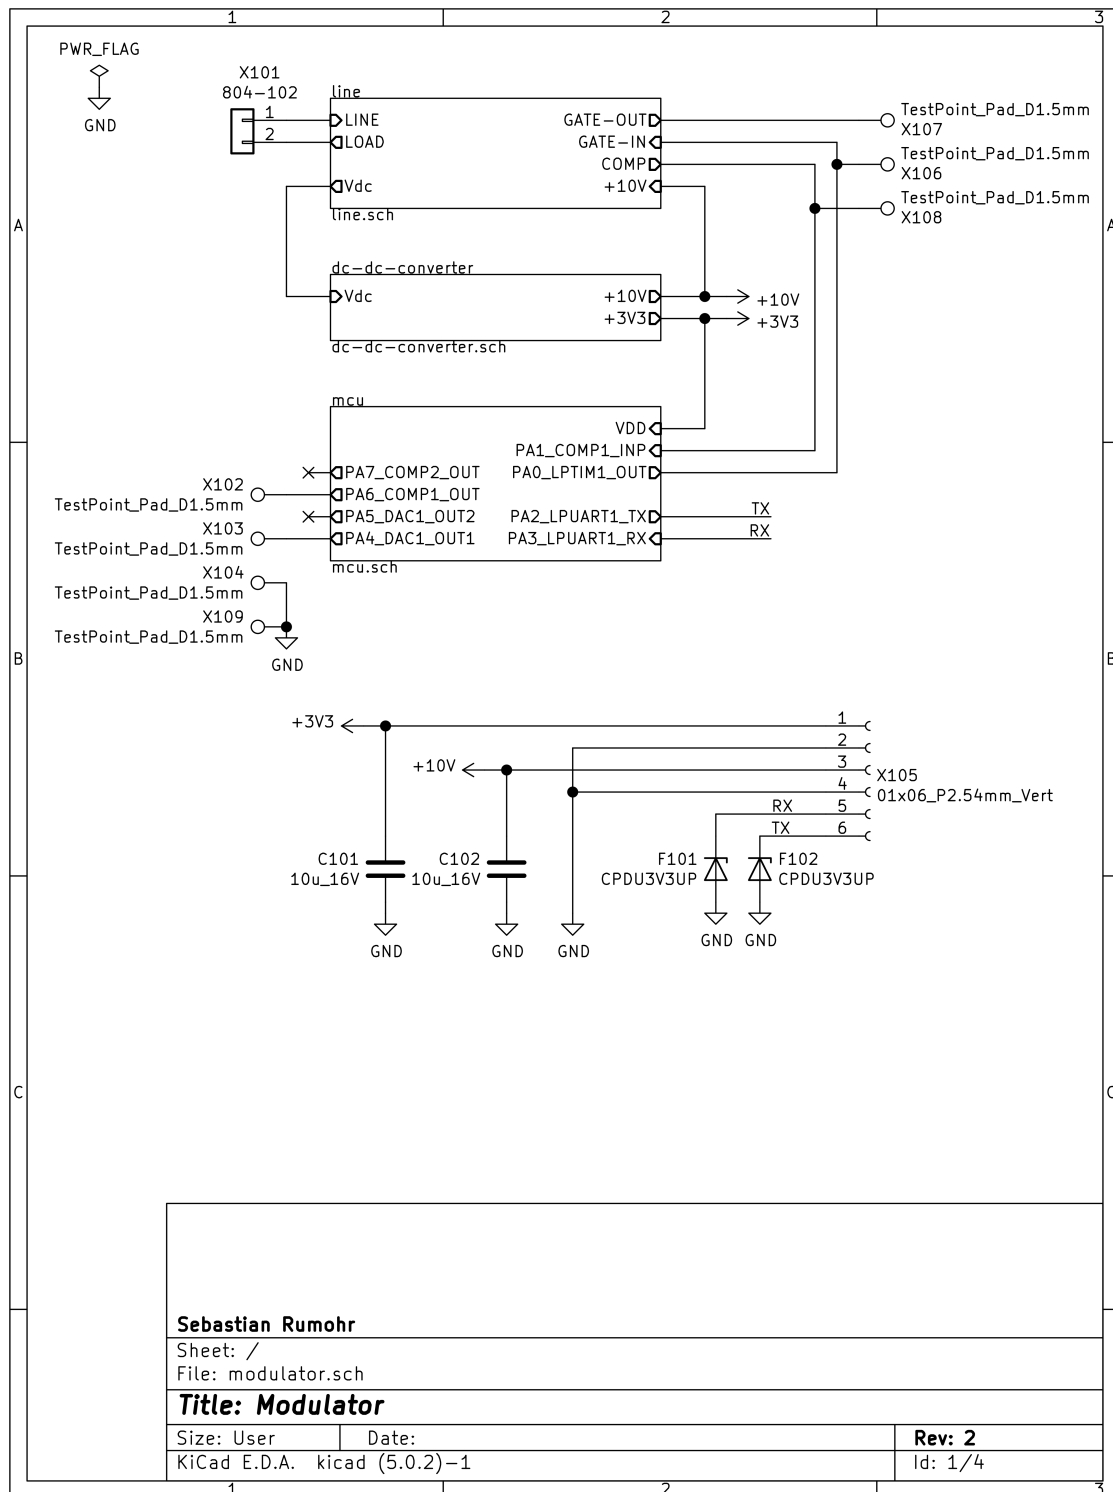 1 2 3
PWR_FLAG
GND
X101
804-102
1
2
line
LINE
LOAD
Vdc
GATE-OUT
GATE-IN
COMP
+10V
line.sch
TestPoint_Pad_D1.5mm
X107
TestPoint_Pad_D1.5mm
X106
TestPoint_Pad_D1.5mm
X108
A A
dc-dc-converter
Vdc
+10V
+3V3
+10V
+3V3
dc-dc-converter.sch
mcu
VDD
PA1_COMP1_INP
PA7_COMP2_OUT PA0_LPTIM1_OUT
PA6_COMP1_OUT
PA5_DAC1_OUT2 PA2_LPUART1_TX TX
PA4_DAC1_OUT1 PA3_LPUART1_RX RX
mcu.sch
X102
TestPoint_Pad_D1.5mm
X103
TestPoint_Pad_D1.5mm
X104
TestPoint_Pad_D1.5mm
X109
TestPoint_Pad_D1.5mm
GND
B B
+3V3 1
2
+10V 3
4
RX 5
TX 6
X105
01x06_P2.54mm_Vert
C101
10u_16V
C102
10u_16V
F101
CPDU3V3UP
F102
CPDU3V3UP
GND GND GND GND GND
C C
Sebastian Rumohr
Sheet: /
File: modulator.sch
Title: Modulator
Size: User Date: Rev: 2
KiCad E.D.A. kicad (5.0.2)-1 Id: 1/4
1 2 3